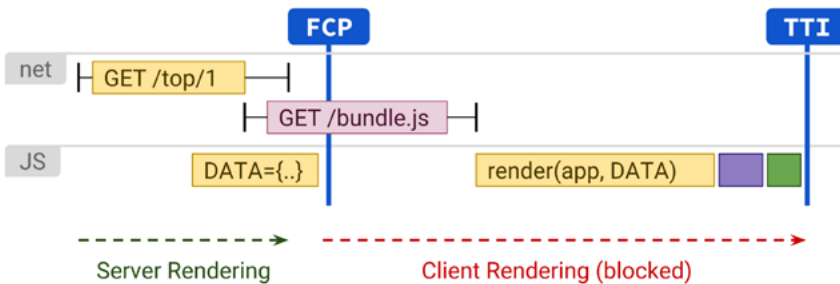 FCP
TTI
net
GET /top/1
GET /bundle.js
JS
DATA={..}
render(app, DATA)
Server Rendering
Client Rendering (blocked)